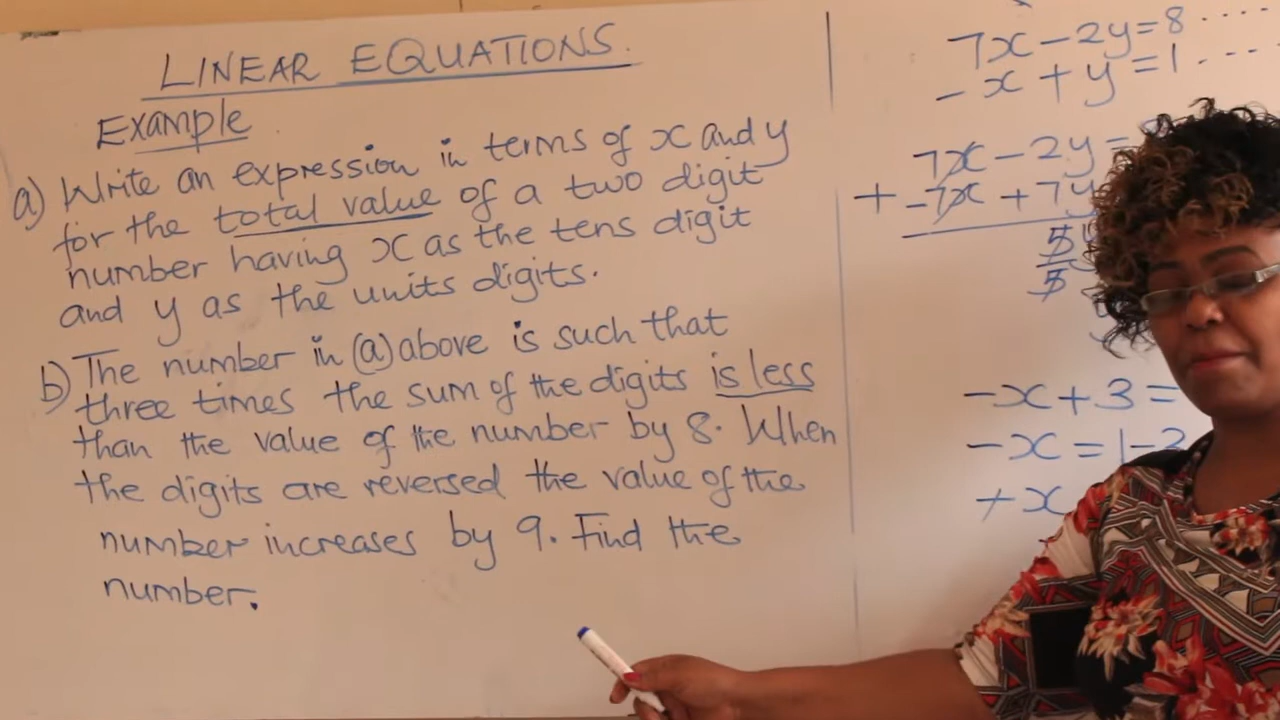 LINEAR EQUATIONS.
Example
a) Write an expression in terms of x and y
for the total value of a two digit
number having x as the tens digit
and y as the units digits.
b) The number in (a) above is such that
three times the sum of the digits is less
than the value of the number by 8. When
the digits are reversed the value of the
number increases by 9. Find the
number.
7x - 2y = 8 ....
- x + y = 1 ....
7x - 2y =
+ -7x + 7y
5
5
-x + 3 =
-x = 1 - 3
+x